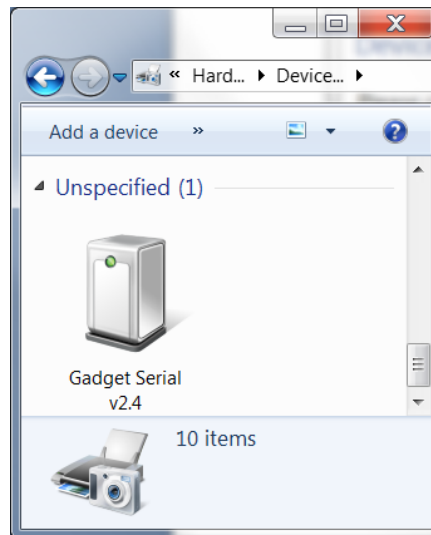 « Hard... ▸ Device... ▸
Add a device »
Unspecified (1)
Gadget Serial
v2.4
10 items